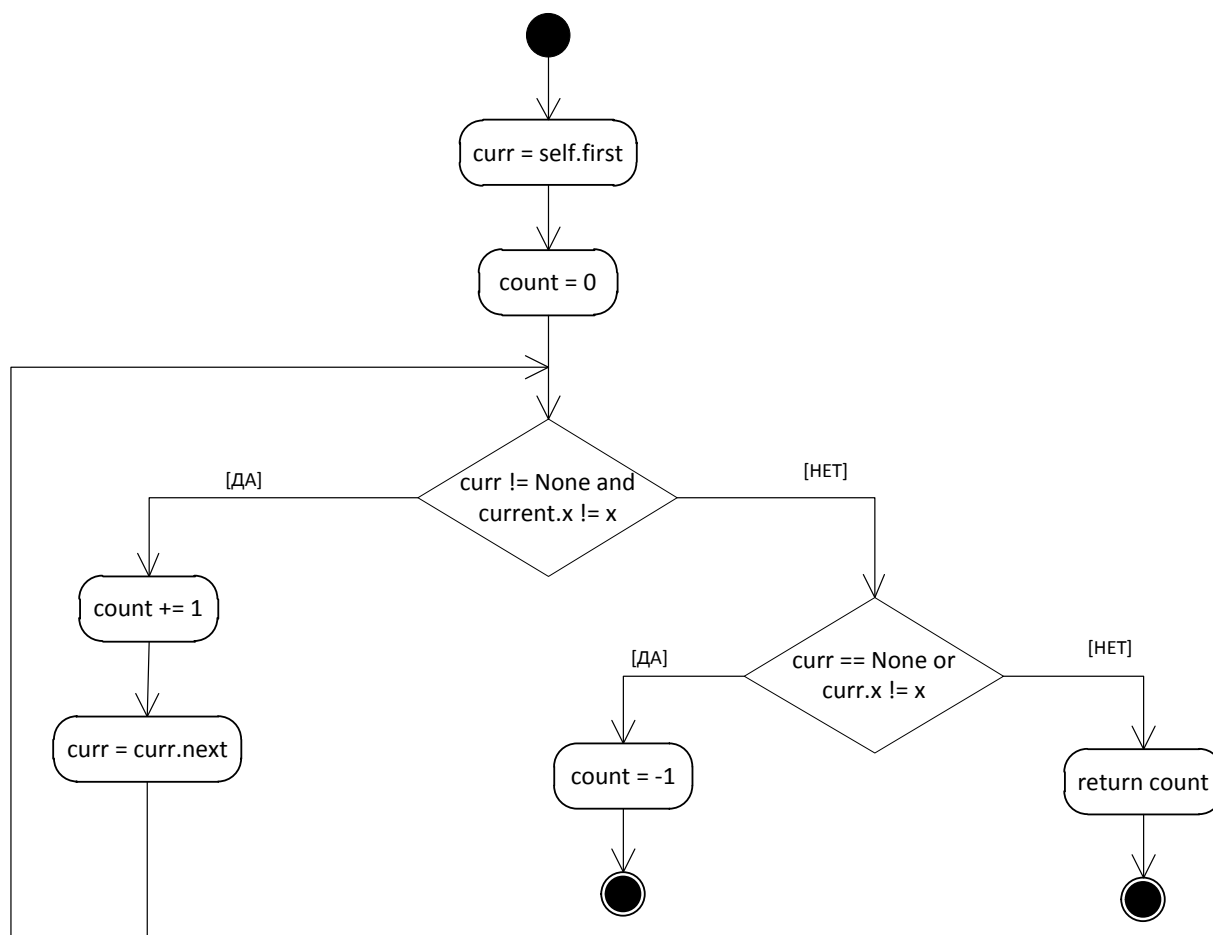 curr = self.first
count = 0
curr != None and
current.x != x
[ДА]
[НЕТ]
count += 1
curr = curr.next
curr == None or
curr.x != x
[ДА]
[НЕТ]
count = -1
return count